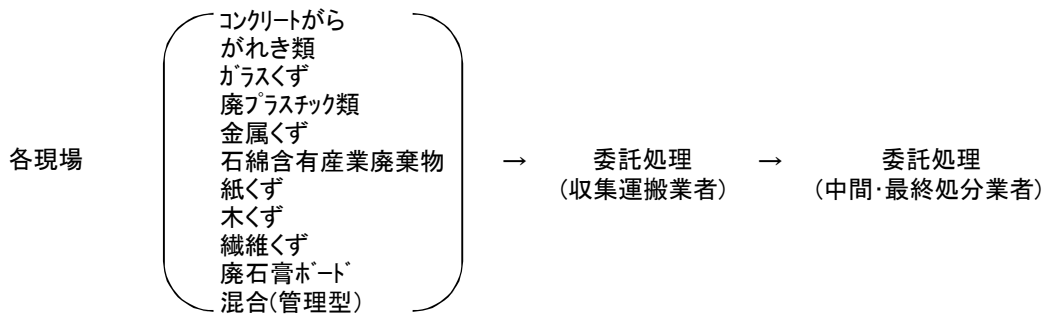 コンクリートがら
がれき類
ガラスくず
廃プラスチック類
金属くず
各現場 石綿含有産業廃棄物 → 委託処理 → 委託処理
紙くず (収集運搬業者) (中間・最終処分業者)
木くず
繊維くず
廃石膏ボード
混合(管理型)